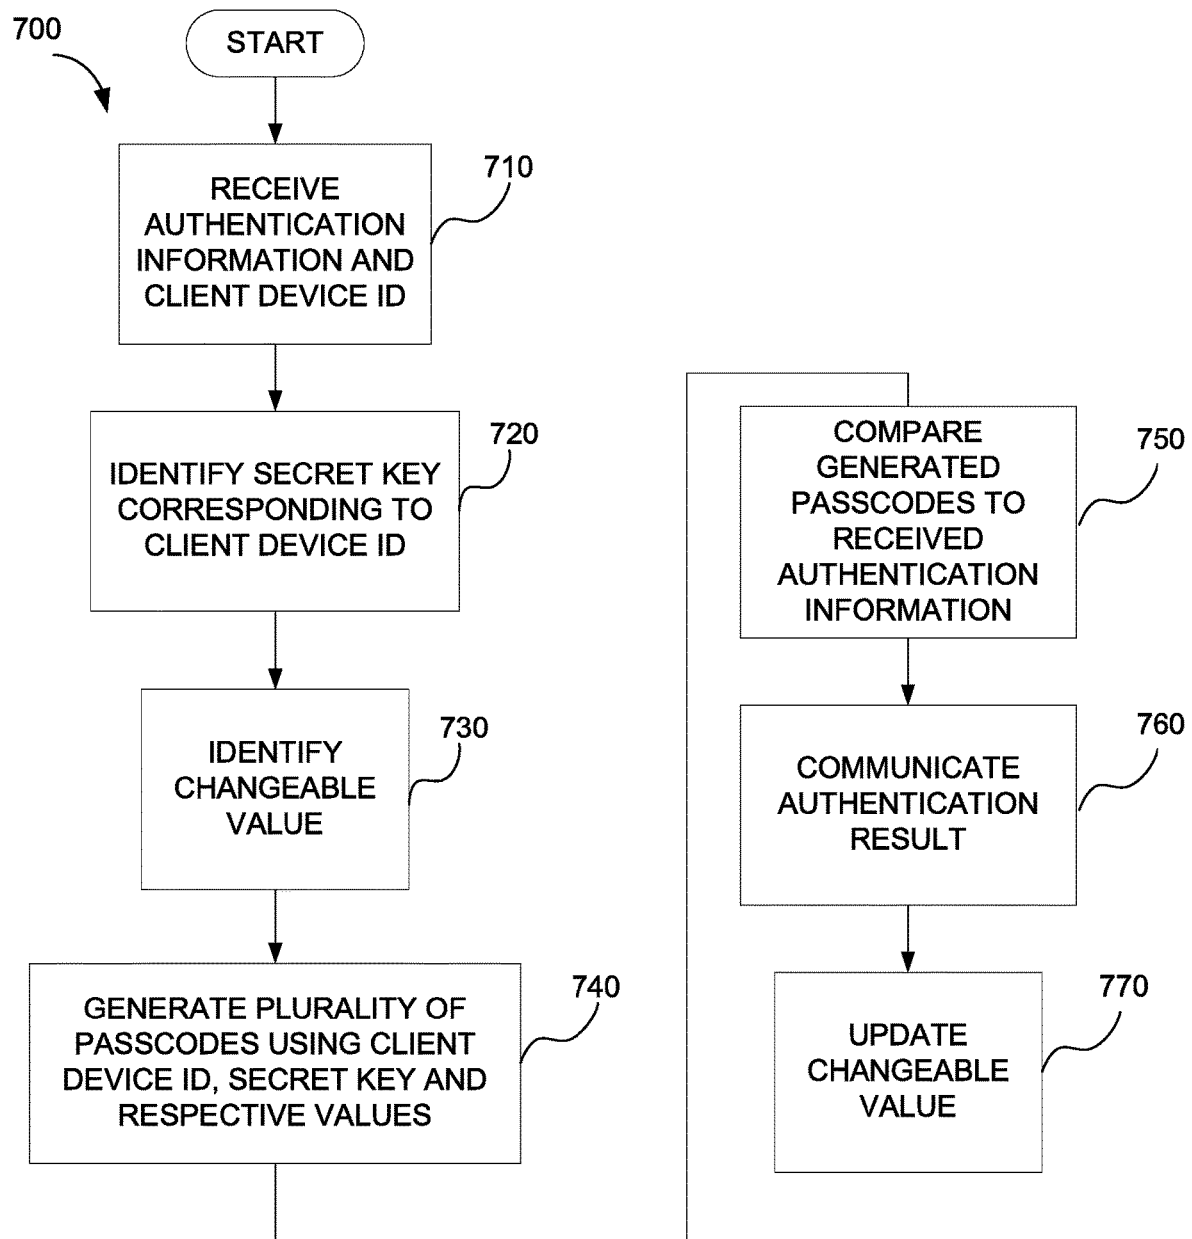 700
START
RECEIVE
AUTHENTICATION
INFORMATION AND
CLIENT DEVICE ID
710
IDENTIFY SECRET KEY
CORRESPONDING TO
CLIENT DEVICE ID
720
IDENTIFY
CHANGEABLE
VALUE
730
GENERATE PLURALITY OF
PASSCODES USING CLIENT
DEVICE ID, SECRET KEY AND
RESPECTIVE VALUES
740
COMPARE
GENERATED
PASSCODES TO
RECEIVED
AUTHENTICATION
INFORMATION
750
COMMUNICATE
AUTHENTICATION
RESULT
760
UPDATE
CHANGEABLE
VALUE
770